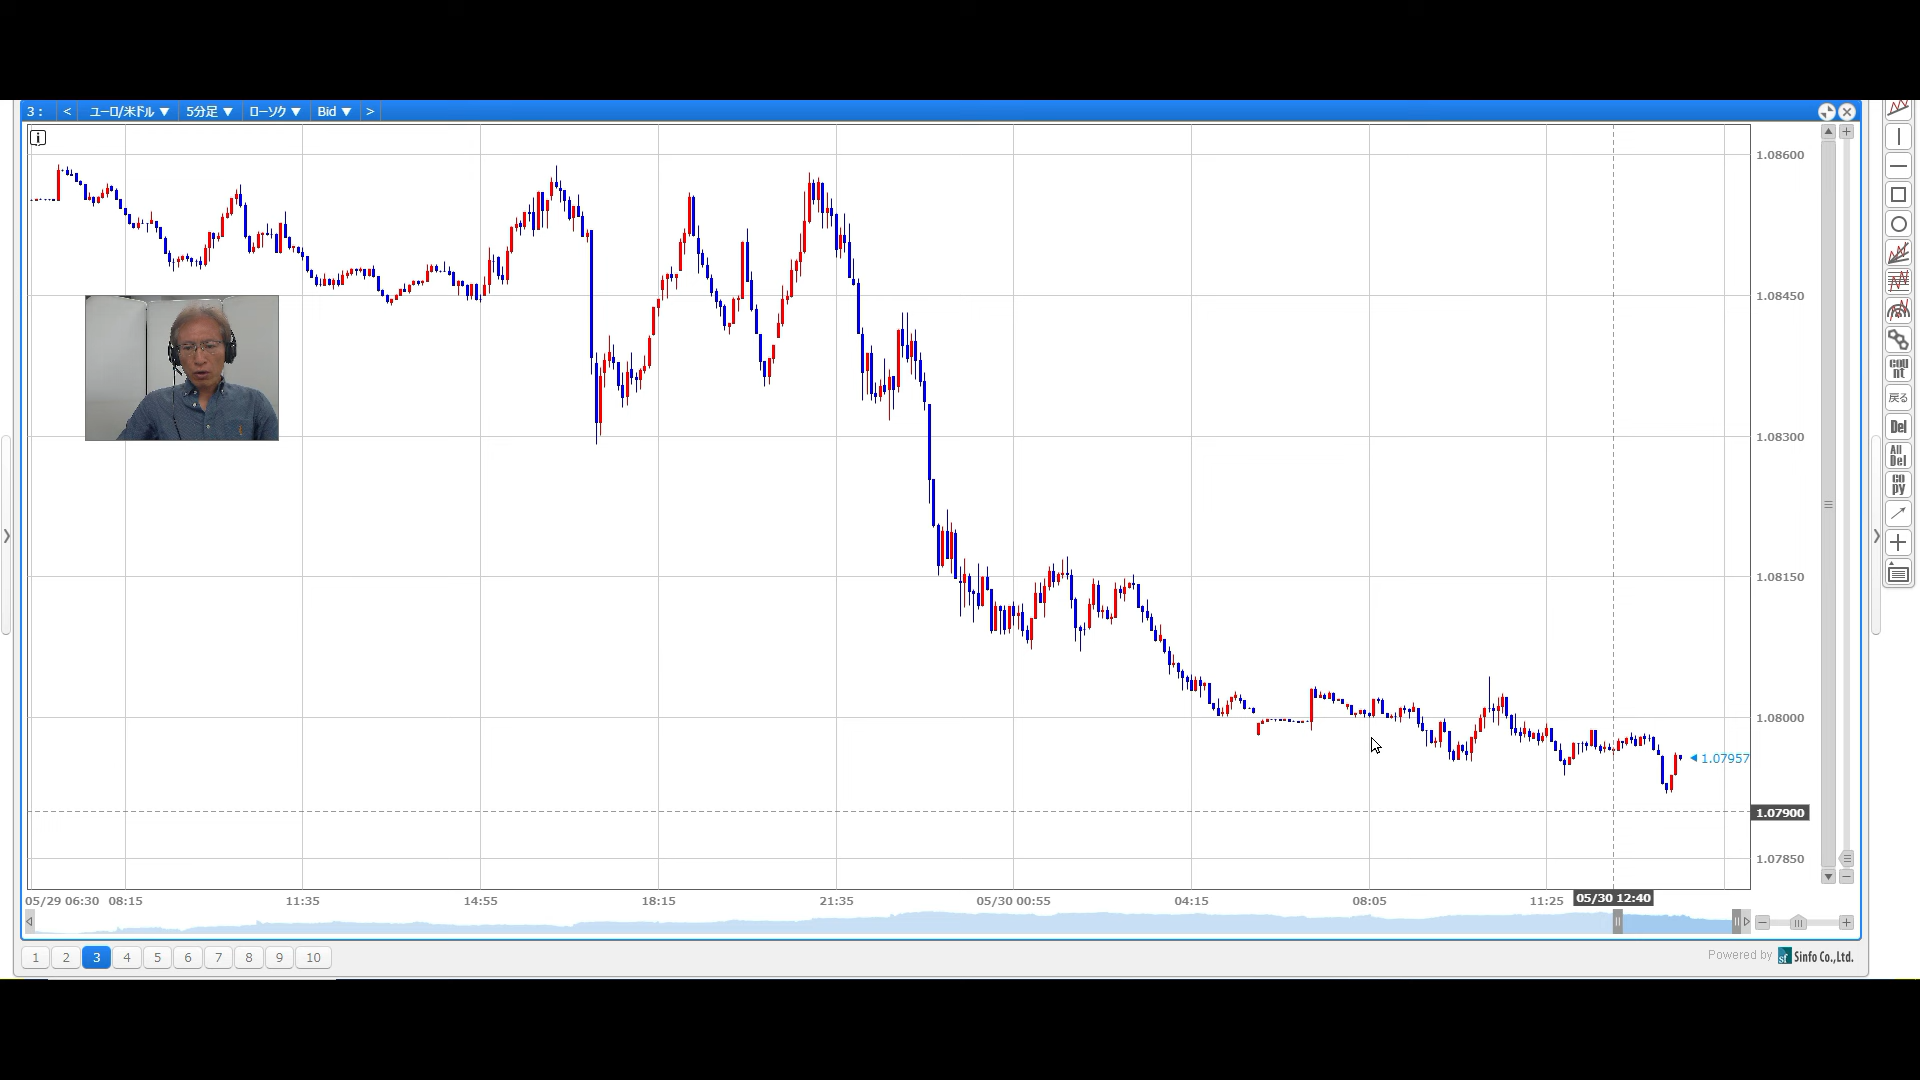 3 : < ユーロ/米ドル ▼ 5分足 ▼ ローソク ▼ Bid ▼ >
i
1.08600
1.08450
1.08300
1.08150
1.08000
1.07957
1.07900
1.07850
count
戻る
Del
All Del
copy
05/29 06:30 08:15 11:35 14:55 18:15 21:35 05/30 00:55 04:15 08:05 11:25 05/30 12:40
1 2 3 4 5 6 7 8 9 10
Powered by sf Sinfo Co.,Ltd.